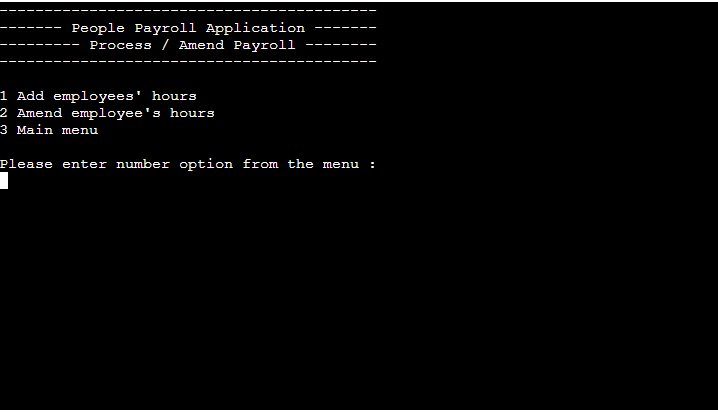 ------------------------------------------
------- People Payroll Application -------
--------- Process / Amend Payroll --------
------------------------------------------
1 Add employees' hours
2 Amend employee's hours
3 Main menu
Please enter number option from the menu :